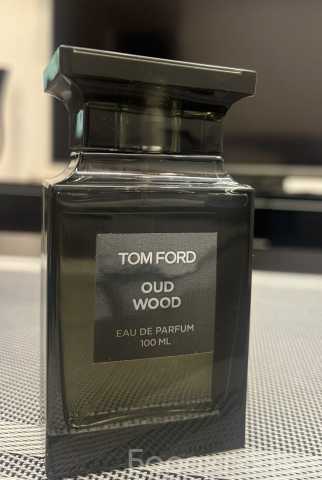 TOM FORD
OUD
WOOD
EAU DE PARFUM
100 ML